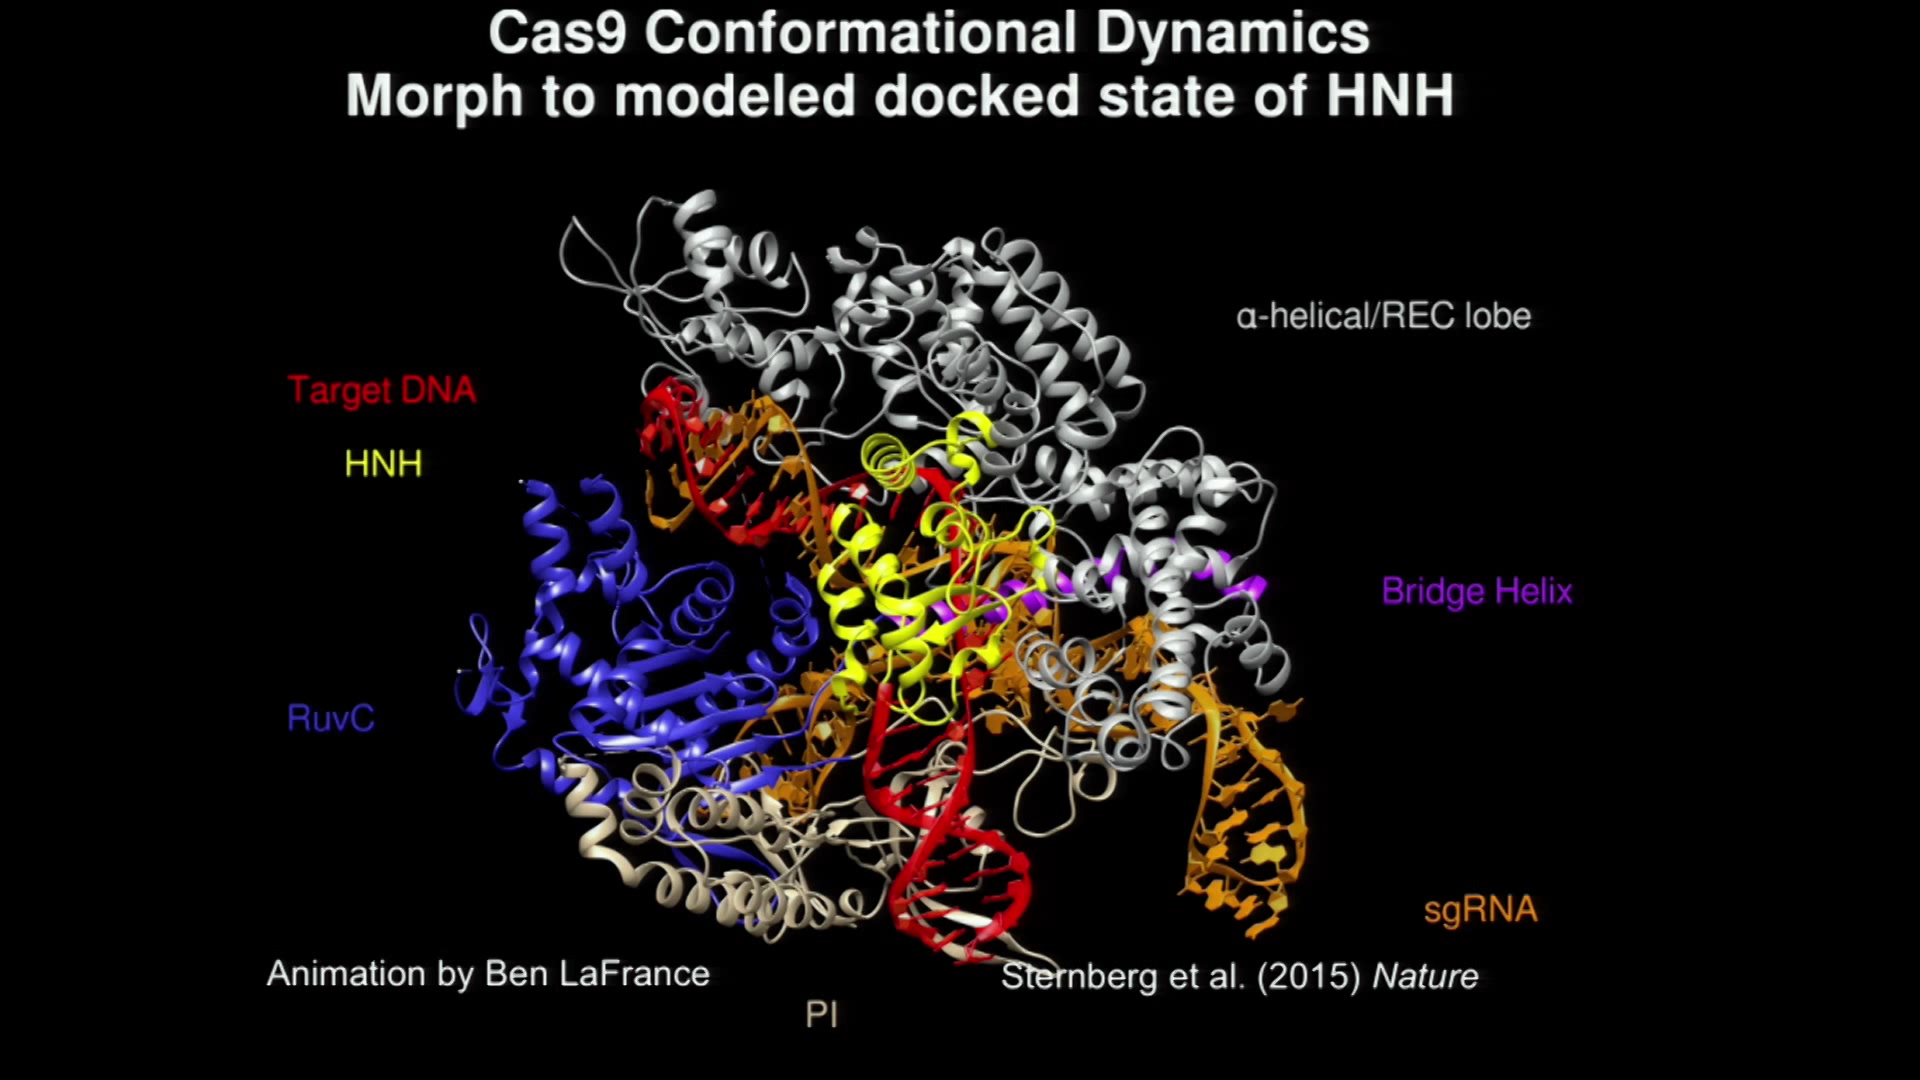 Cas9 Conformational Dynamics
Morph to modeled docked state of HNH
α-helical/REC lobe
Target DNA
HNH
Bridge Helix
RuvC
sgRNA
Animation by Ben LaFrance
Sternberg et al. (2015) Nature
PI